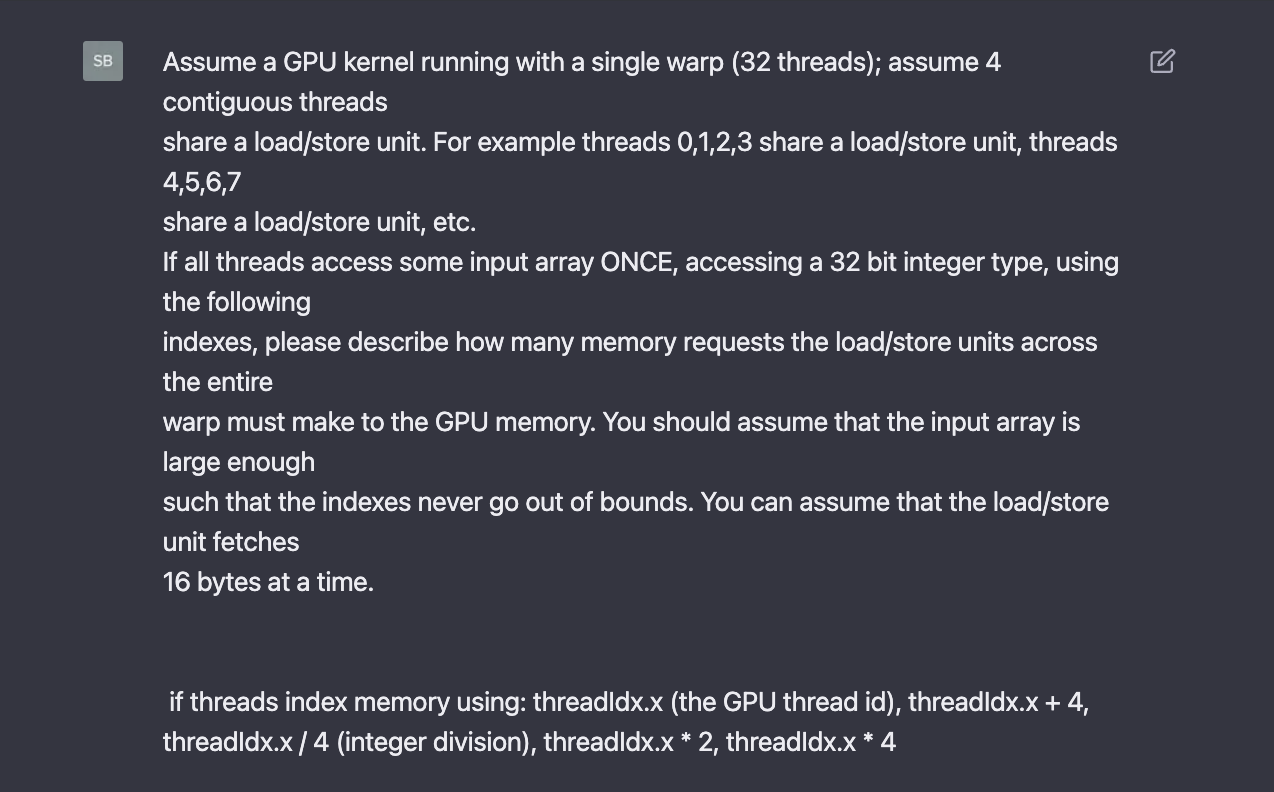 SB
Assume a GPU kernel running with a single warp (32 threads); assume 4
contiguous threads
share a load/store unit. For example threads 0,1,2,3 share a load/store unit, threads
4,5,6,7
share a load/store unit, etc.
If all threads access some input array ONCE, accessing a 32 bit integer type, using
the following
indexes, please describe how many memory requests the load/store units across
the entire
warp must make to the GPU memory. You should assume that the input array is
large enough
such that the indexes never go out of bounds. You can assume that the load/store
unit fetches
16 bytes at a time.
if threads index memory using: threadIdx.x (the GPU thread id), threadIdx.x + 4,
threadIdx.x / 4 (integer division), threadIdx.x * 2, threadIdx.x * 4